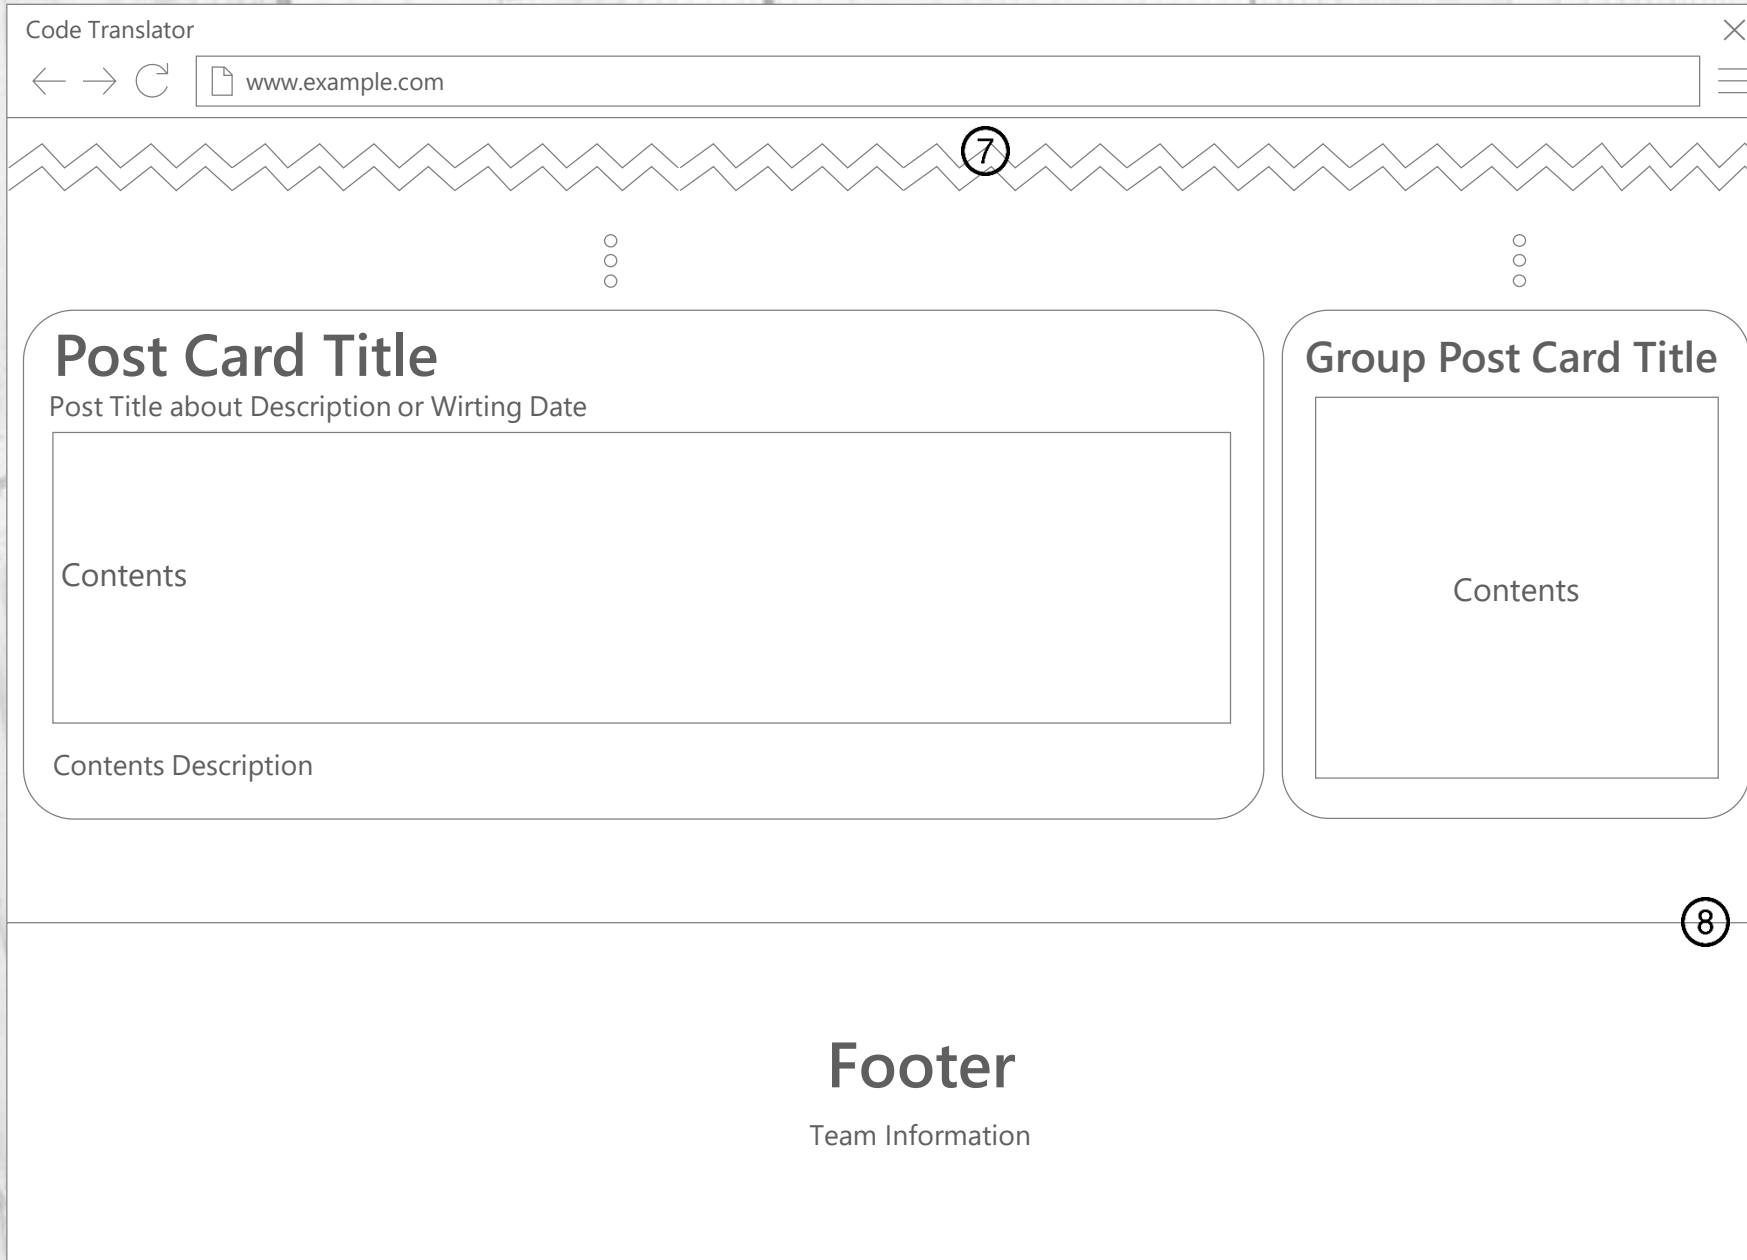 Code Translator
www.example.com
⑦
Post Card Title
Post Title about Description or Wirting Date
Contents
Contents Description
Group Post Card Title
Contents
⑧
Footer
Team Information